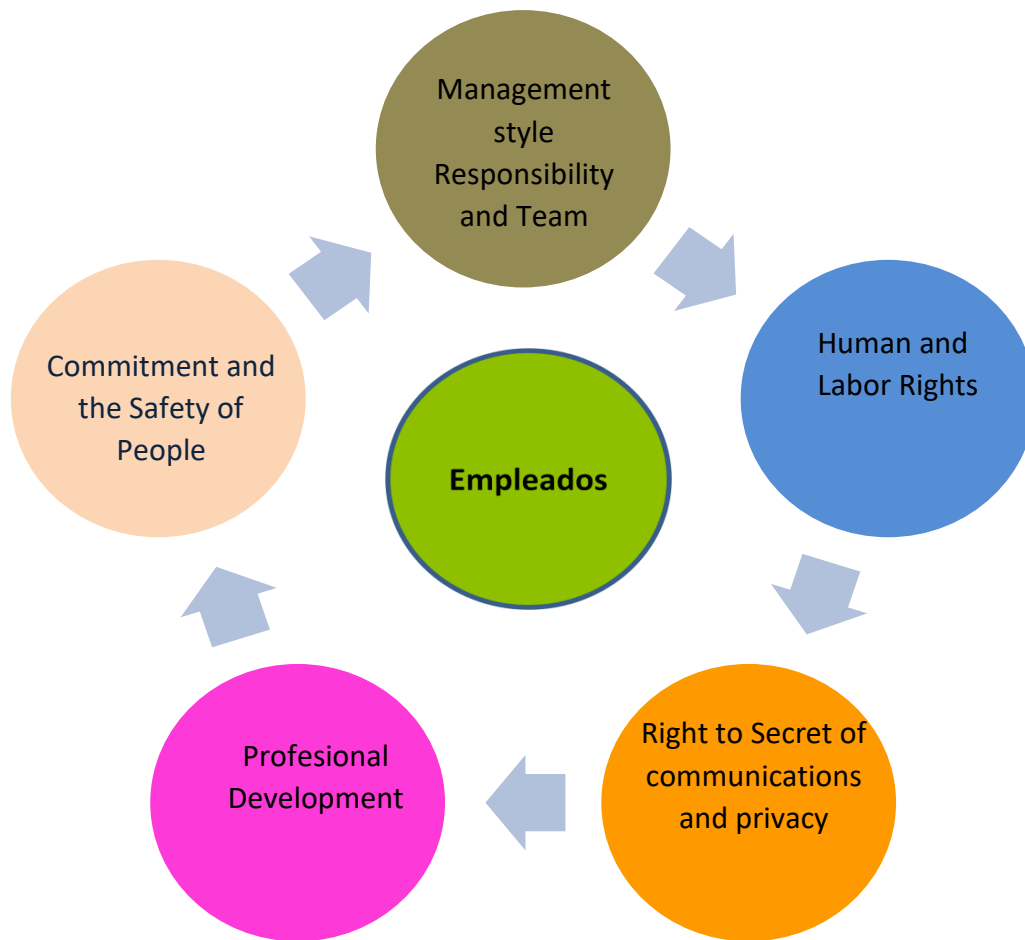 Management
style
Responsibility
and Team
Human and
Labor Rights
Commitment and
the Safety of
People
Empleados
Right to Secret of
communications
and privacy
Profesional
Development